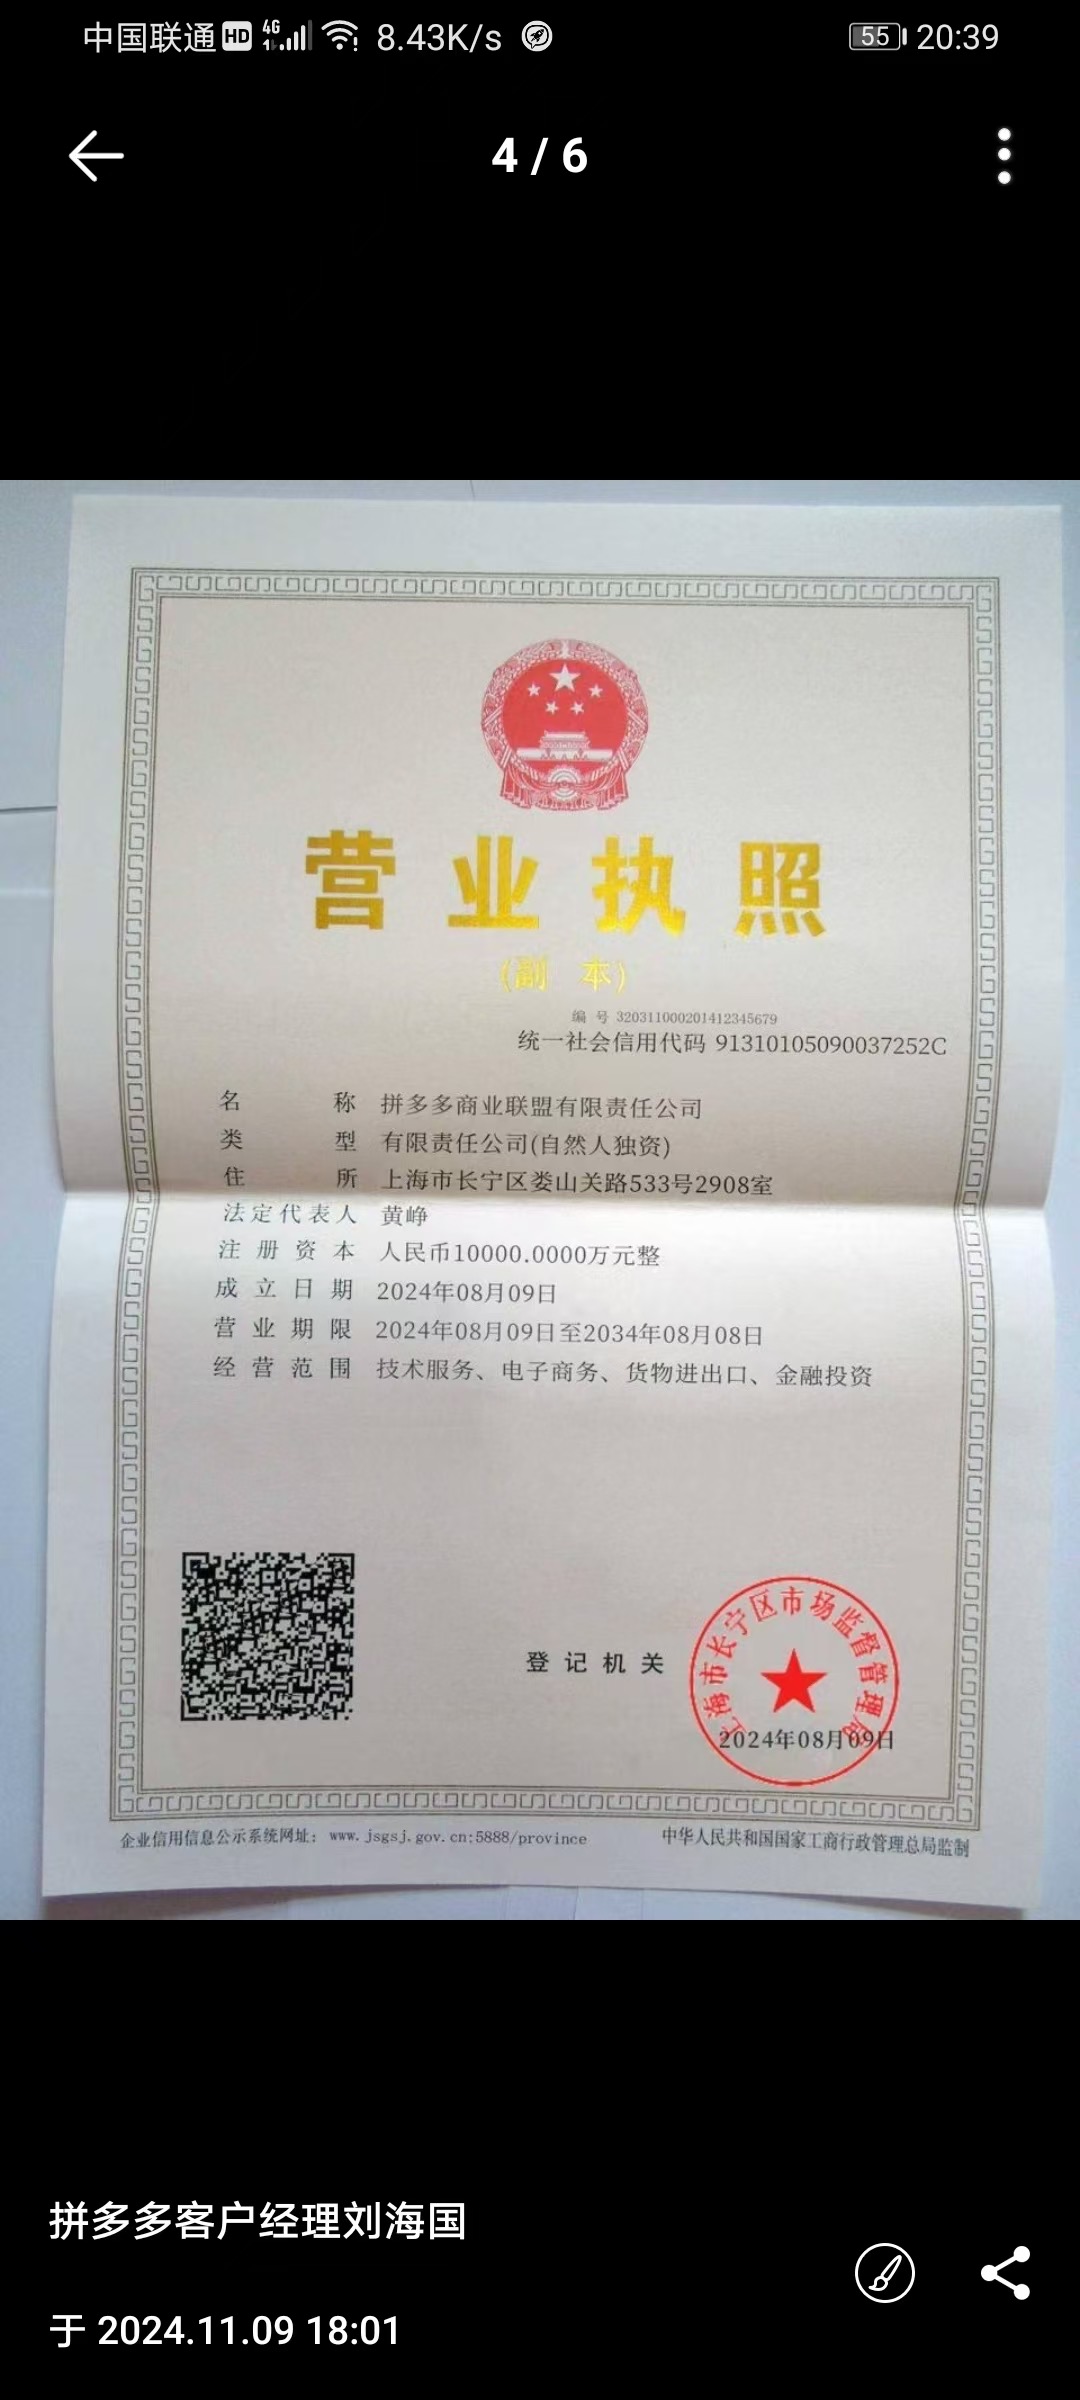 中国联通 HD 4G 8.43K/s 55 20:39
4 / 6
营业执照
(副 本)
编 号 320311000201412345679
统一社会信用代码 91310105090037252C
名 称 拼多多商业联盟有限责任公司
类 型 有限责任公司(自然人独资)
住 所 上海市长宁区娄山关路533号2908室
法定代表人 黄峥
注 册 资 本 人民币10000.0000万元整
成 立 日 期 2024年08月09日
营 业 期 限 2024年08月09日至2034年08月08日
经 营 范 围 技术服务、电子商务、货物进出口、金融投资
登 记 机 关
上海市长宁区市场监督管理局
2024年08月09日
企业信用信息公示系统网址: www.jsgsj.gov.cn:5888/province
中华人民共和国国家工商行政管理总局监制
拼多多客户经理刘海国
于 2024.11.09 18:01